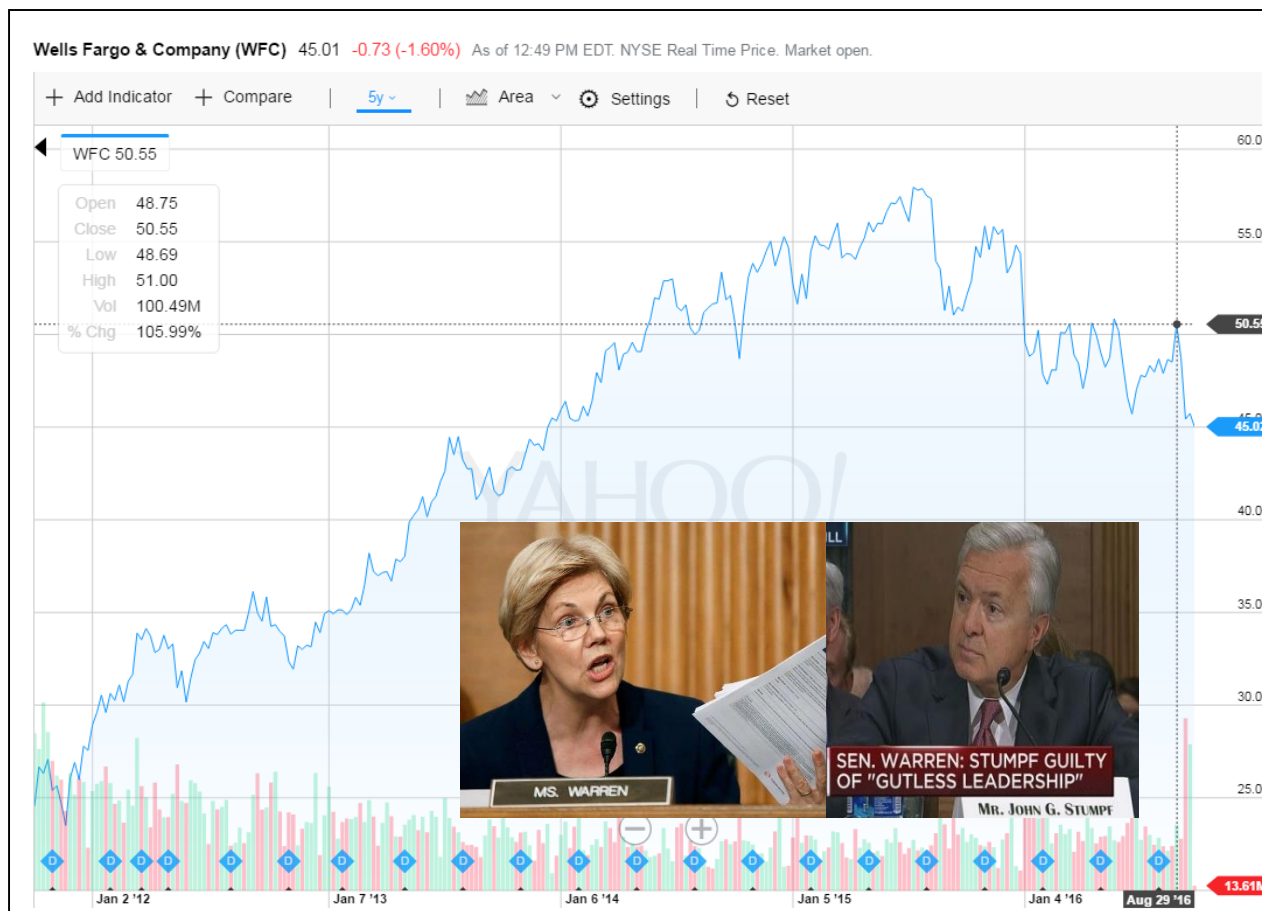 Wells Fargo & Company (WFC) 45.01 -0.73 (-1.60%) As of 12:49 PM EDT. NYSE Real Time Price. Market open.
+ Add Indicator + Compare | 5y | Area Settings | Reset
WFC 50.55
Open 48.75
Close 50.55
Low 48.69
High 51.00
Vol 100.49M
% Chg 105.99%
60.0
55.0
50.55
45.0
45.02
40.0
35.0
30.0
25.0
YAHOO!
MS. WARREN
ILL
SEN. WARREN: STUMPF GUILTY
OF "GUTLESS LEADERSHIP"
MR. JOHN G. STUMPF
D D D D D D D D D D D D D D D D D D D D D
13.61M
Jan 2 '12 Jan 7 '13 Jan 6 '14 Jan 5 '15 Jan 4 '16 Aug 29 '16